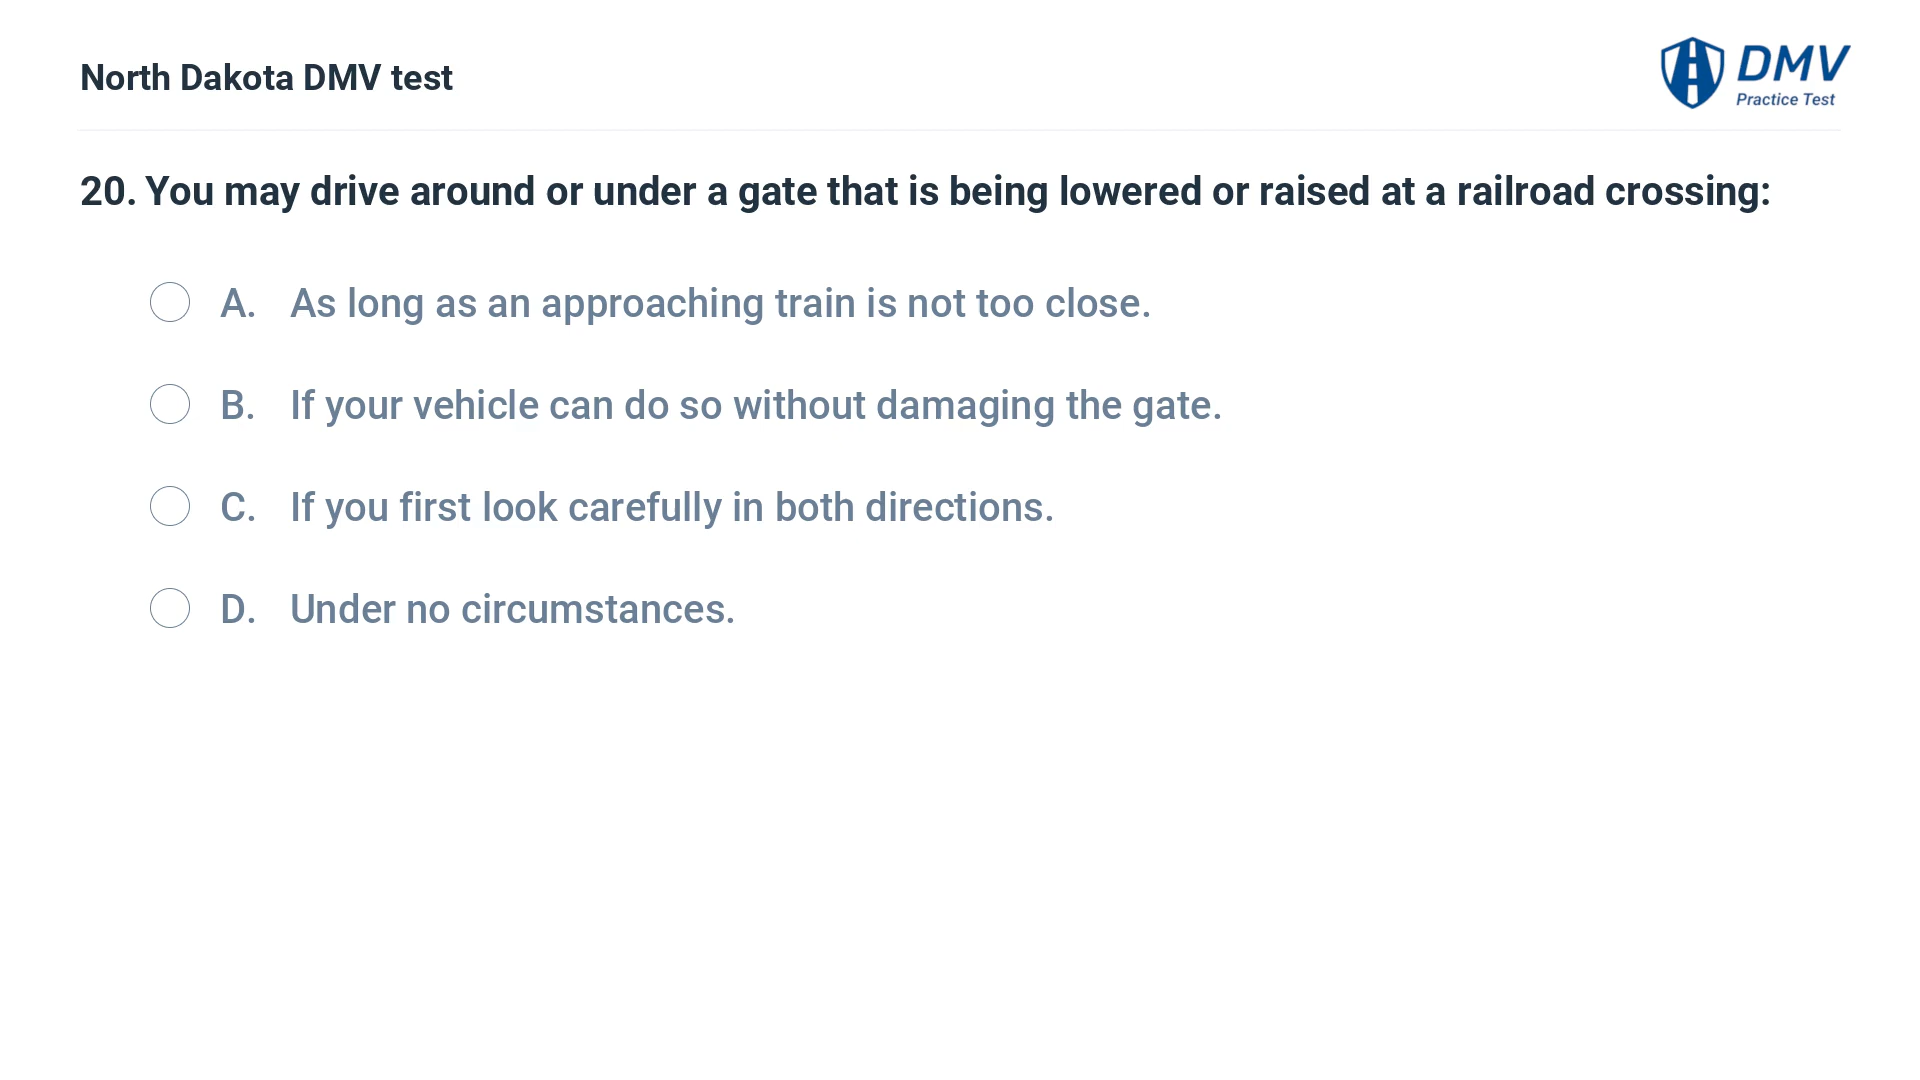 North Dakota DMV test
DMV
Practice Test
20. You may drive around or under a gate that is being lowered or raised at a railroad crossing:
A. As long as an approaching train is not too close.
B. If your vehicle can do so without damaging the gate.
C. If you first look carefully in both directions.
D. Under no circumstances.